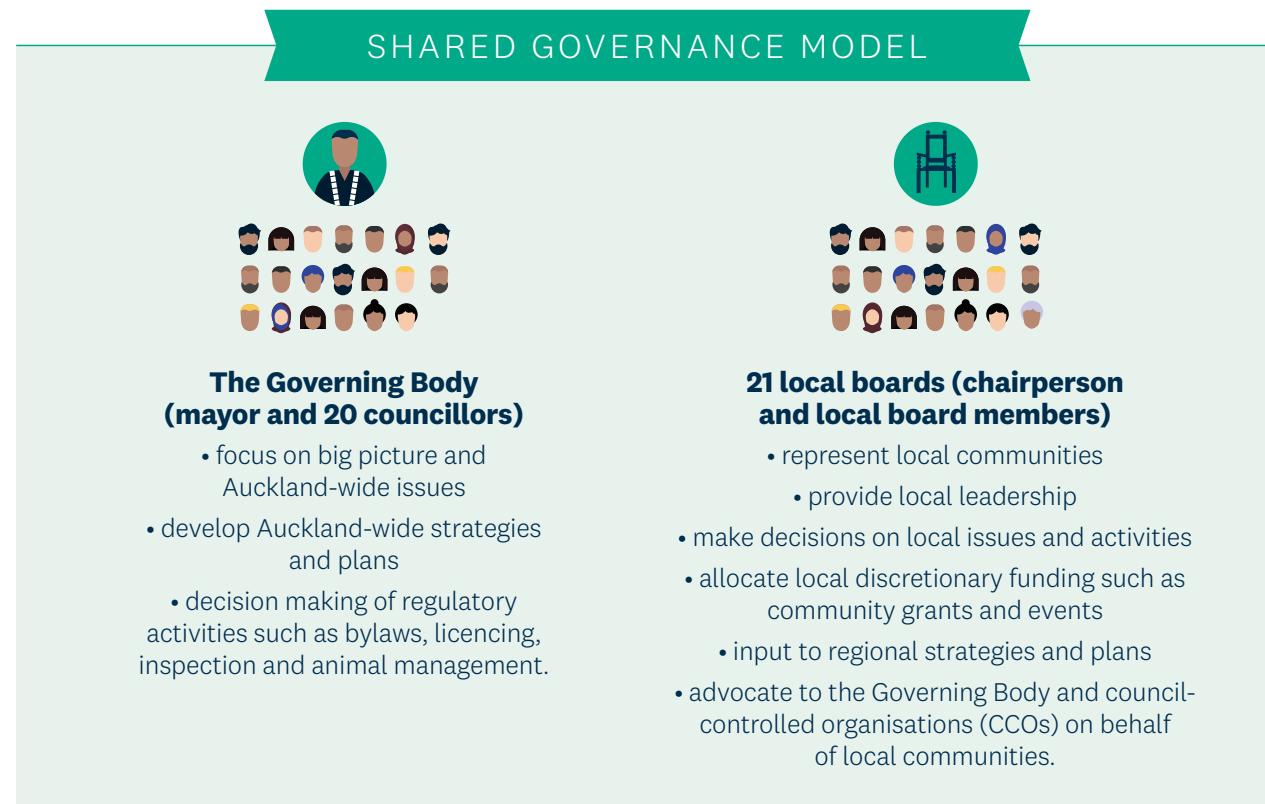 SHARED GOVERNANCE MODEL
The Governing Body
(mayor and 20 councillors)
• focus on big picture and
Auckland-wide issues
• develop Auckland-wide strategies
and plans
• decision making of regulatory
activities such as bylaws, licencing,
inspection and animal management.
21 local boards (chairperson
and local board members)
• represent local communities
• provide local leadership
• make decisions on local issues and activities
• allocate local discretionary funding such as
community grants and events
• input to regional strategies and plans
• advocate to the Governing Body and council-
controlled organisations (CCOs) on behalf
of local communities.